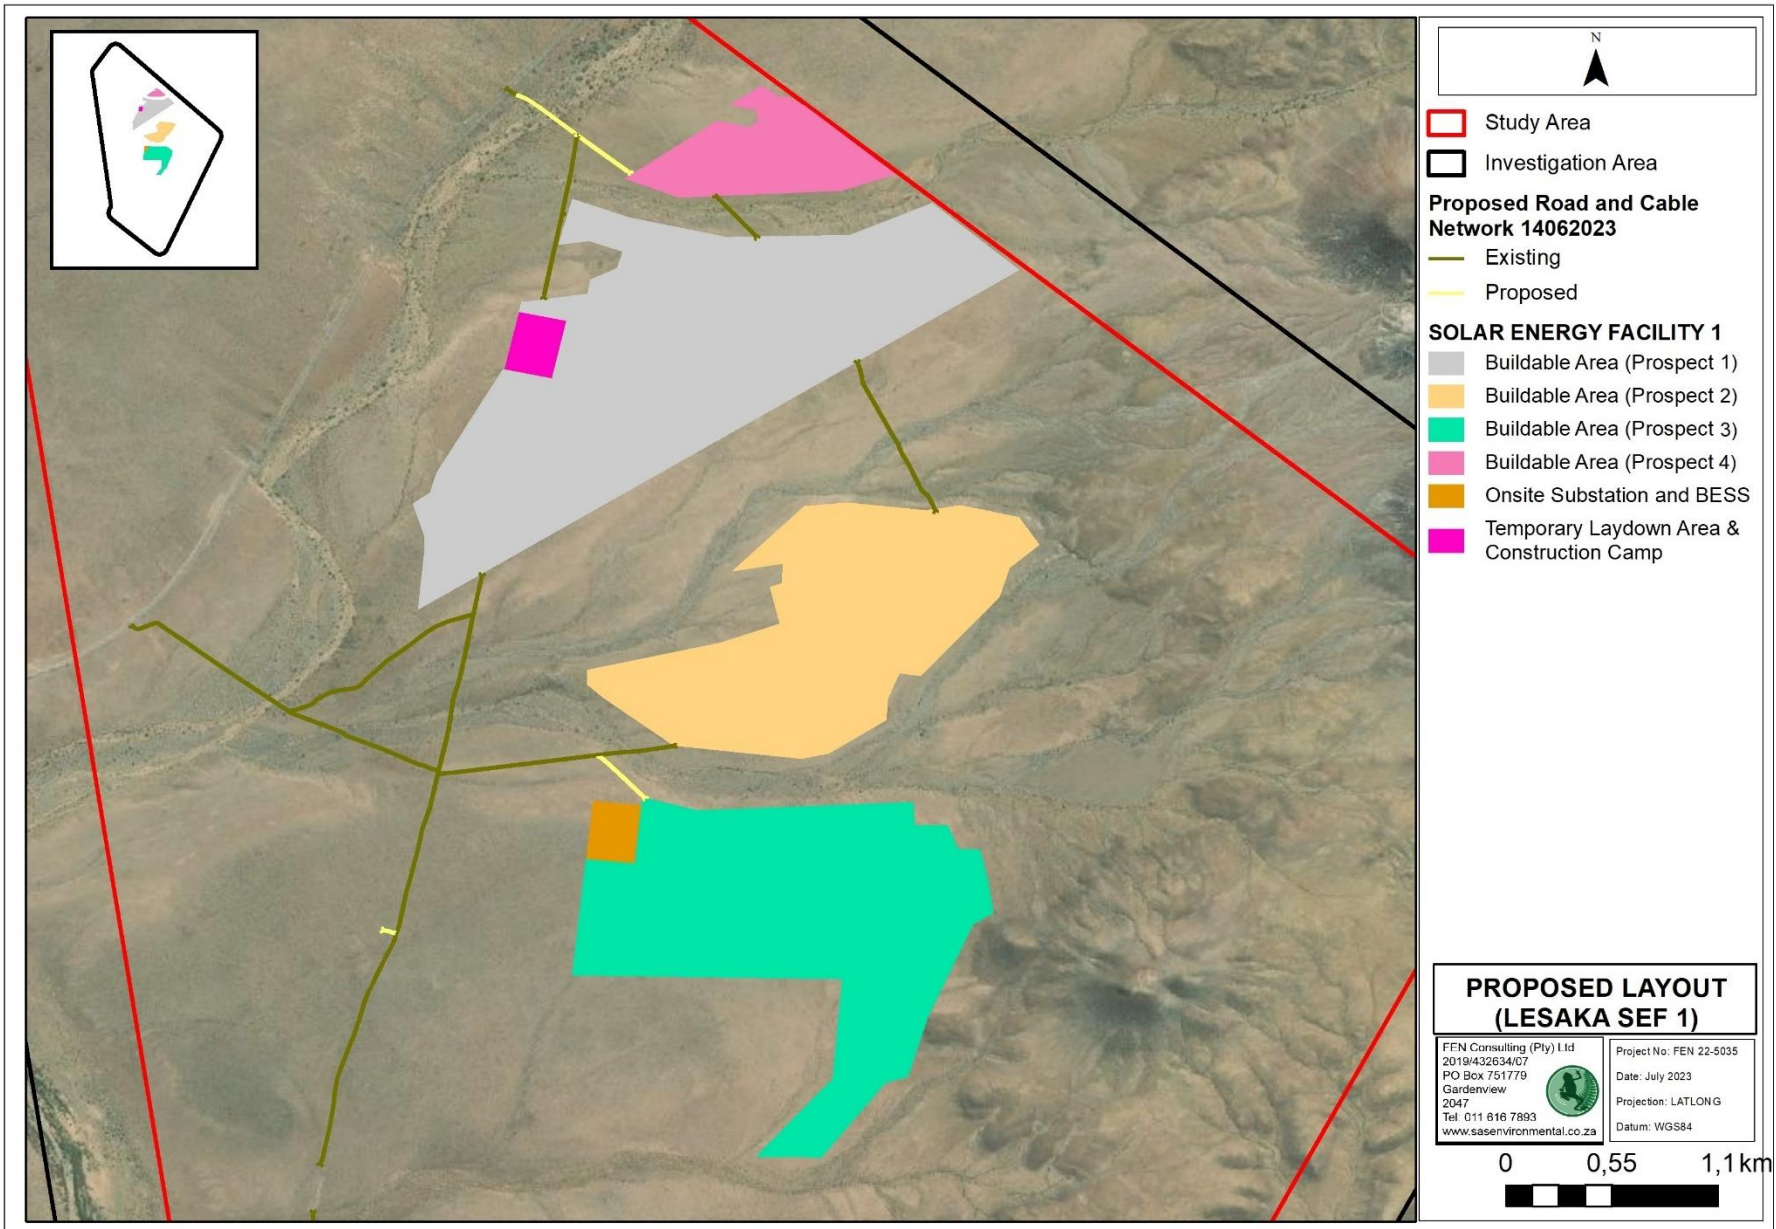 N
Study Area
Investigation Area
Proposed Road and Cable
Network 14062023
Existing
Proposed
SOLAR ENERGY FACILITY 1
Buildable Area (Prospect 1)
Buildable Area (Prospect 2)
Buildable Area (Prospect 3)
Buildable Area (Prospect 4)
Onsite Substation and BESS
Temporary Laydown Area &
Construction Camp
PROPOSED LAYOUT
(LESAKA SEF 1)
FEN Consulting (Pty) Ltd
2019/432634/07
PO Box 751779
Gardenview
2047
Tel: 011 616 7893
www.sasenvironmental.co.za
Project No: FEN 22-5035
Date: July 2023
Projection: LATLONG
Datum: WGS84
0 0,55 1,1 km